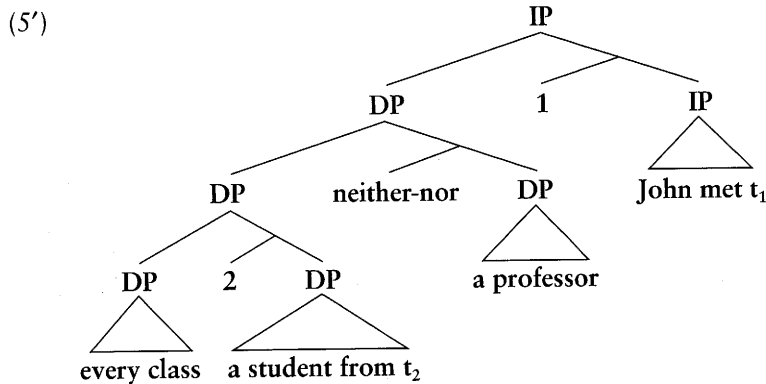 (5′) IP
DP 1 IP
DP neither-nor DP John met t₁
DP 2 DP a professor
every class a student from t₂